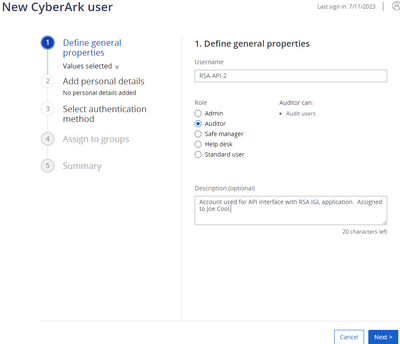 New CyberArk user
Last sign in: 7/11/2023
1
Define general
properties
Values selected
2
Add personal details
No personal details added
3
Select authentication
method
4
Assign to groups
5
Summary
1. Define general properties
Username
RSA-API-2
Role
Admin
Auditor
Safe manager
Help desk
Standard user
Auditor can:
• Audit users
Description (optional)
Account used for API interface with RSA IGL application. Assigned
to Joe Cool.
20 characters left
Cancel
Next >